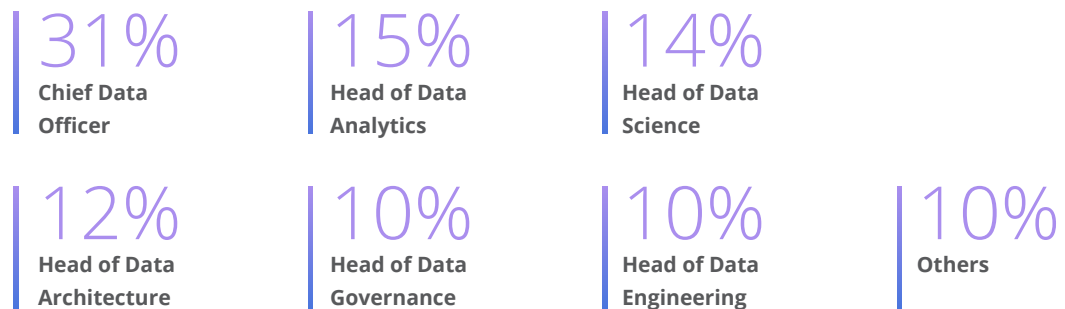 31%
Chief Data
Officer
15%
Head of Data
Analytics
14%
Head of Data
Science
12%
Head of Data
Architecture
10%
Head of Data
Governance
10%
Head of Data
Engineering
10%
Others